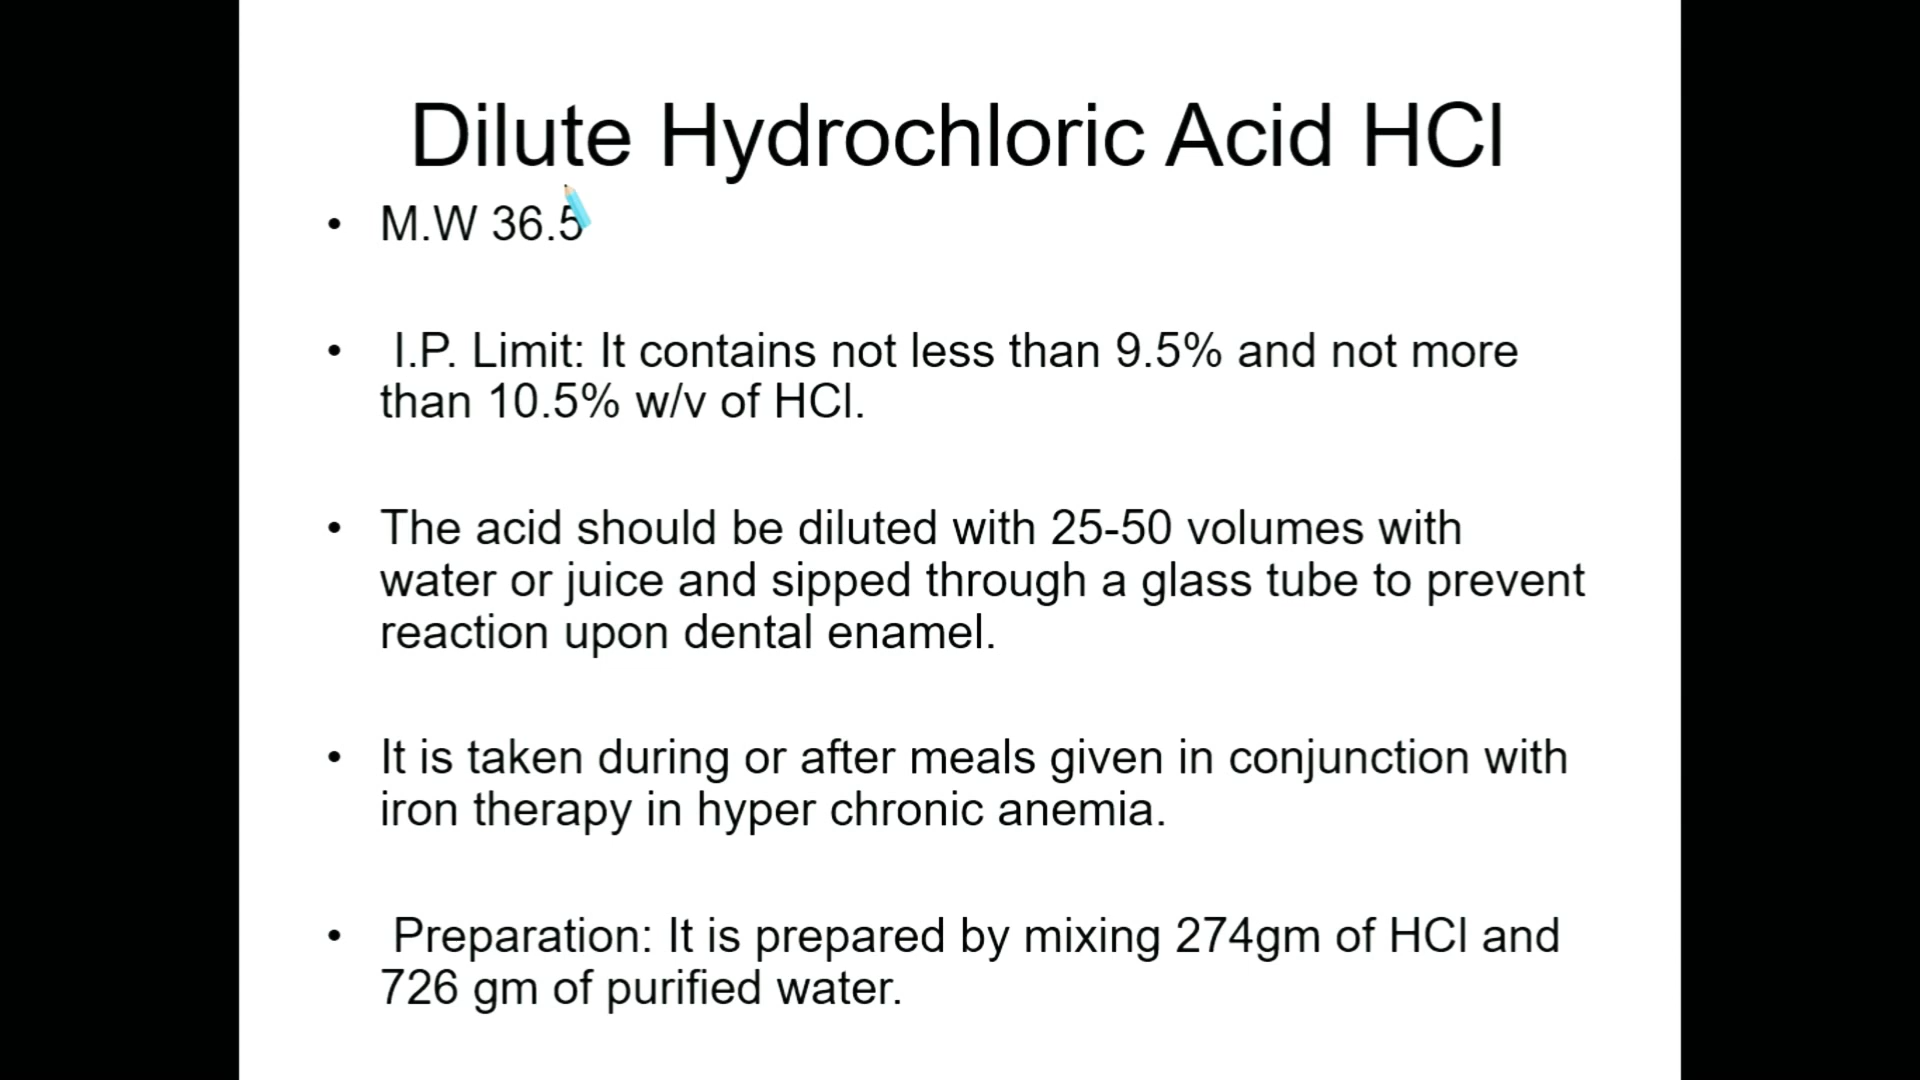 Dilute Hydrochloric Acid HCl
• M.W 36.5
• I.P. Limit: It contains not less than 9.5% and not more
than 10.5% w/v of HCl.
• The acid should be diluted with 25-50 volumes with
water or juice and sipped through a glass tube to prevent
reaction upon dental enamel.
• It is taken during or after meals given in conjunction with
iron therapy in hyper chronic anemia.
• Preparation: It is prepared by mixing 274gm of HCl and
726 gm of purified water.